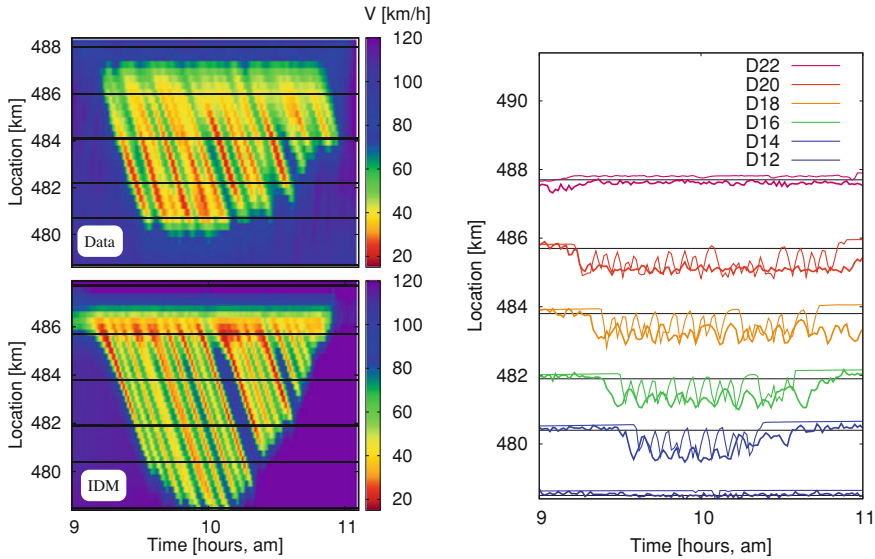 V [km/h]
488
486
484
482
480
Location [km]
Data
120
100
80
60
40
20
486
484
482
480
Location [km]
IDM
120
100
80
60
40
20
9
10
11
Time [hours, am]
490
488
486
484
482
480
Location [km]
D22
D20
D18
D16
D14
D12
9
10
11
Time [hours, am]